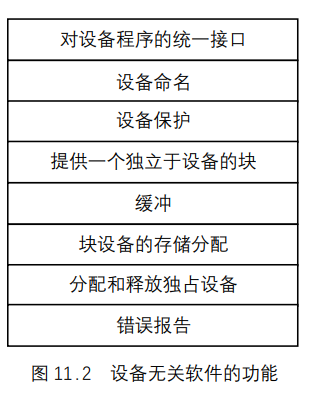 对设备程序的统一接口
设备命名
设备保护
提供一个独立于设备的块
缓冲
块设备的存储分配
分配和释放独占设备
错误报告
图 11.2 设备无关软件的功能